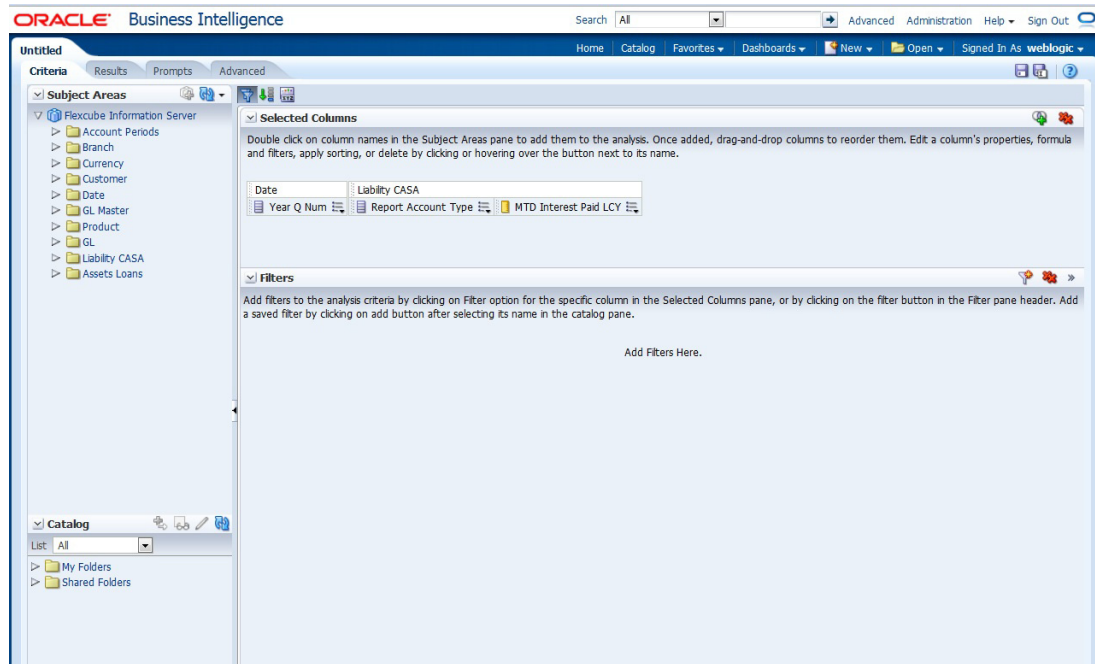 ORACLE Business Intelligence
Search All Advanced Administration Help Sign Out
Untitled
Home Catalog Favorites Dashboards New Open Signed In As weblogic
Criteria Results Prompts Advanced
Subject Areas
Flexcube Information Server
Account Periods
Branch
Currency
Customer
Date
GL Master
Product
GL
Liability CASA
Assets Loans
Selected Columns
Double click on column names in the Subject Areas pane to add them to the analysis. Once added, drag-and-drop columns to reorder them. Edit a column's properties, formula
and filters, apply sorting, or delete by clicking or hovering over the button next to its name.
Date Liability CASA
Year Q Num Report Account Type MTD Interest Paid LCY
Filters
Add filters to the analysis criteria by clicking on Filter option for the specific column in the Selected Columns pane, or by clicking on the filter button in the Filter pane header. Add
a saved filter by clicking on add button after selecting its name in the catalog pane.
Add Filters Here.
Catalog
List All
My Folders
Shared Folders